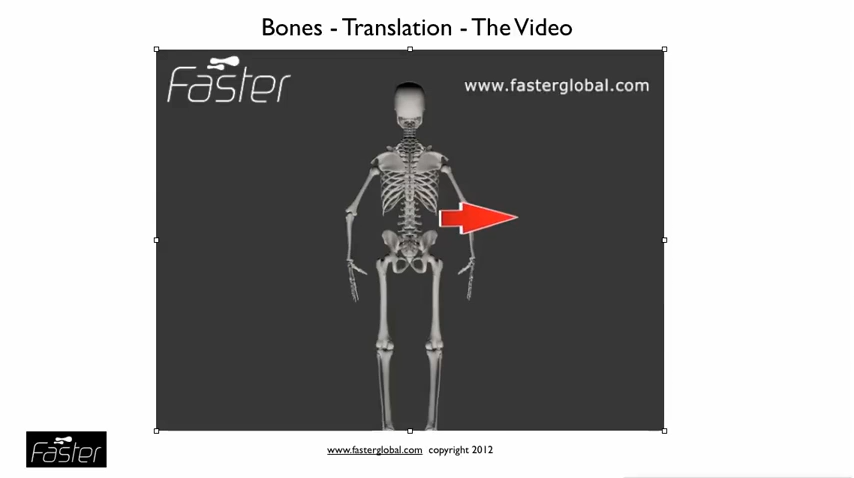 Bones - Translation - The Video
Faster
www.fasterglobal.com
Faster
www.fasterglobal.com copyright 2012